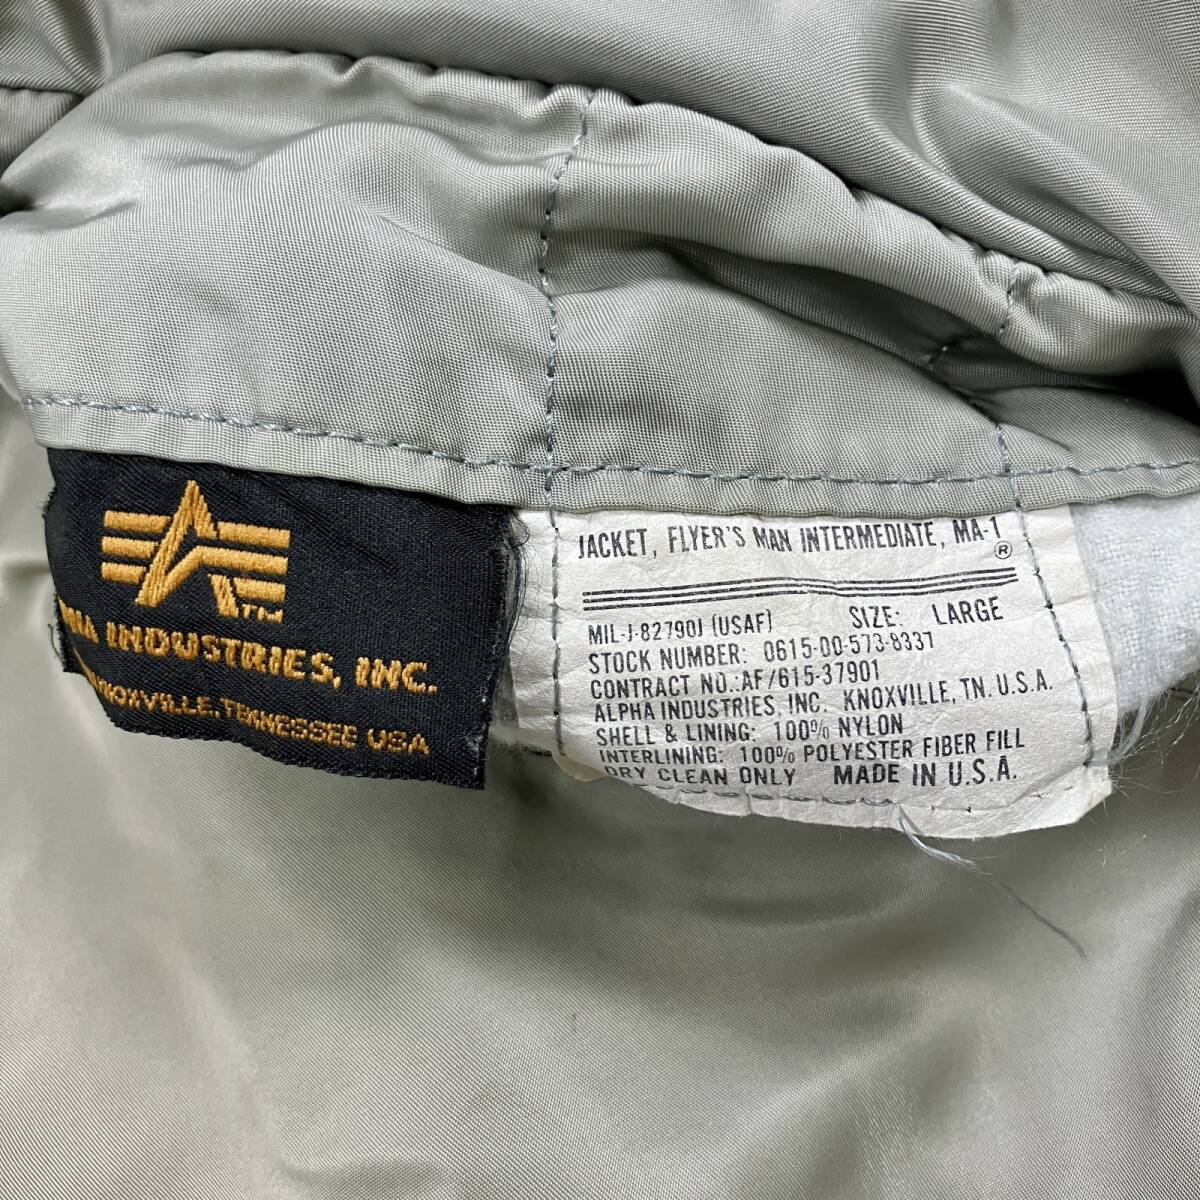 TM
INDUSTRIES, INC.
KNOXVILLE, TENNESSEE USA
JACKET, FLYER'S MAN INTERMEDIATE, MA-1
®
MIL-J-82790J (USAF) SIZE: LARGE
STOCK NUMBER: 0615-00-573-8337
CONTRACT NO.:AF/615-37901
ALPHA INDUSTRIES, INC. KNOXVILLE, TN. U.S.A.
SHELL & LINING: 100% NYLON
INTERLINING: 100% POLYESTER FIBER FILL
DRY CLEAN ONLY MADE IN U.S.A.